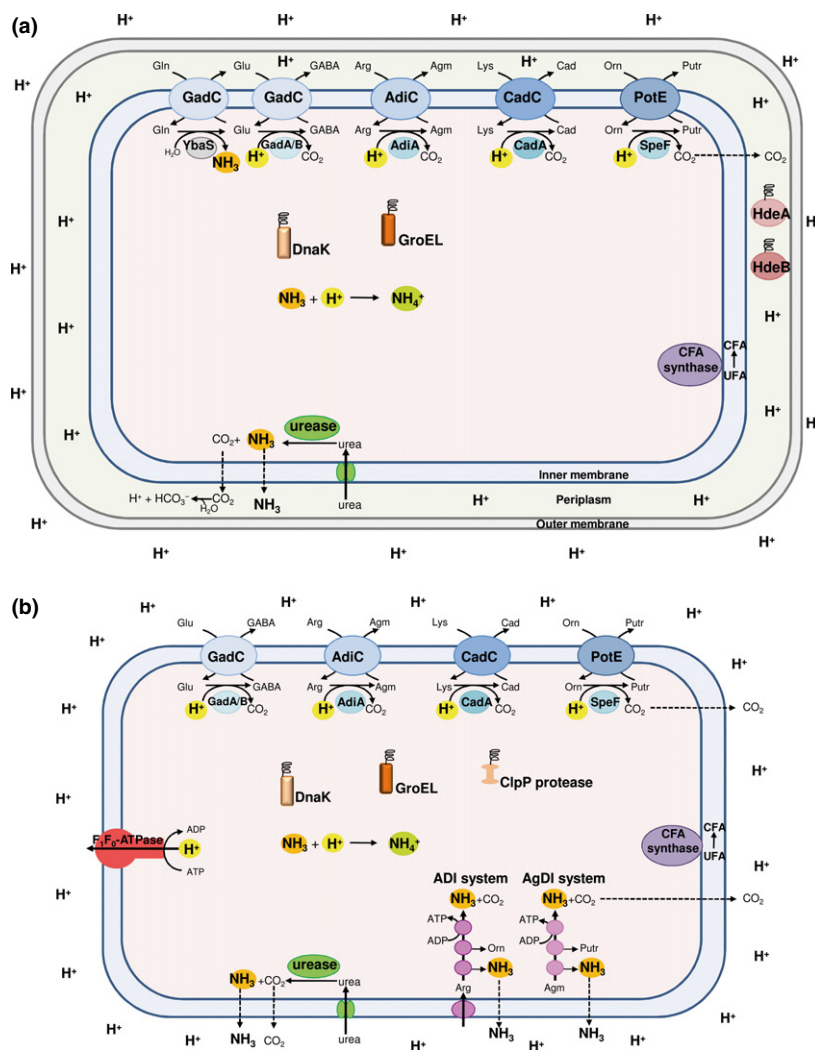 (a)
H⁺ H⁺ H⁺ H⁺
H⁺ H⁺ H⁺
Gln Glu GABA Arg Agm Lys Cad Orn Putr
H⁺
H⁺ H⁺
GadC GadC AdiC CadC PotE
Gln Glu GABA Arg Agm Lys Cad Orn Putr
H₂O YbaS H⁺ GadA/B CO₂ H⁺ AdiA CO₂ H⁺ CadA CO₂ H⁺ SpeF CO₂ CO₂
NH₃
H⁺ HdeA H⁺
DnaK GroEL
H⁺ HdeB
NH₃ + H⁺ NH₄⁺
H⁺ H⁺
CFA synthase CFA
UFA
H⁺ H⁺
H⁺ H⁺
urease
CO₂+ NH₃ urea
Inner membrane
H⁺ + HCO₃⁻ CO₂ H⁺ Periplasm H⁺
H₂O NH₃ urea
H⁺ Outer membrane H⁺
H⁺ H⁺ H⁺
(b)
H⁺ H⁺ H⁺ H⁺ H⁺
Glu GABA Arg Agm Lys Cad Orn Putr
H⁺
GadC AdiC CadC PotE
H⁺
Glu GABA Arg Agm Lys Cad Orn Putr
H⁺ H⁺ GadA/B CO₂ H⁺ AdiA CO₂ H⁺ CadA CO₂ H⁺ SpeF CO₂ CO₂
H⁺
DnaK GroEL ClpP protease
H⁺
F₁F₀-ATPase ADP
H⁺
ATP
NH₃ + H⁺ NH₄⁺
CFA synthase CFA
UFA
H⁺
ADI system AgDI system
H⁺ NH₃+CO₂ NH₃+CO₂ CO₂
ATP ATP
ADP ADP
Orn Putr
H⁺ urease NH₃ NH₃ H⁺
NH₃ +CO₂ urea Arg Agm
H⁺ H⁺
H⁺ NH₃ CO₂ urea H⁺ NH₃ H⁺ NH₃ H⁺